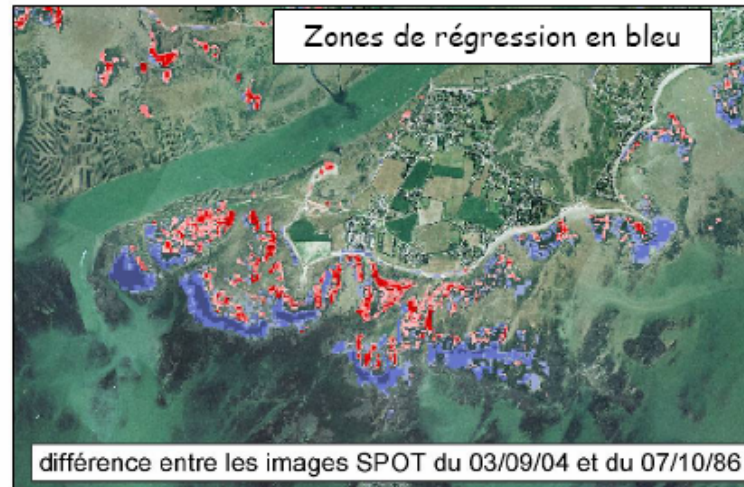 Zones de régression en bleu
différence entre les images SPOT du 03/09/04 et du 07/10/86